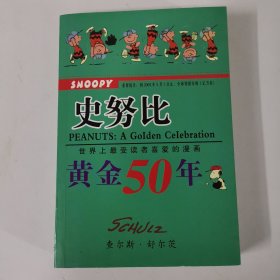 SNOOPY
史努比
PEANUTS: A Golden Celebration
世界上最受读者喜爱的漫画
黄金50年
SCHULZ
查尔斯·舒尔茨